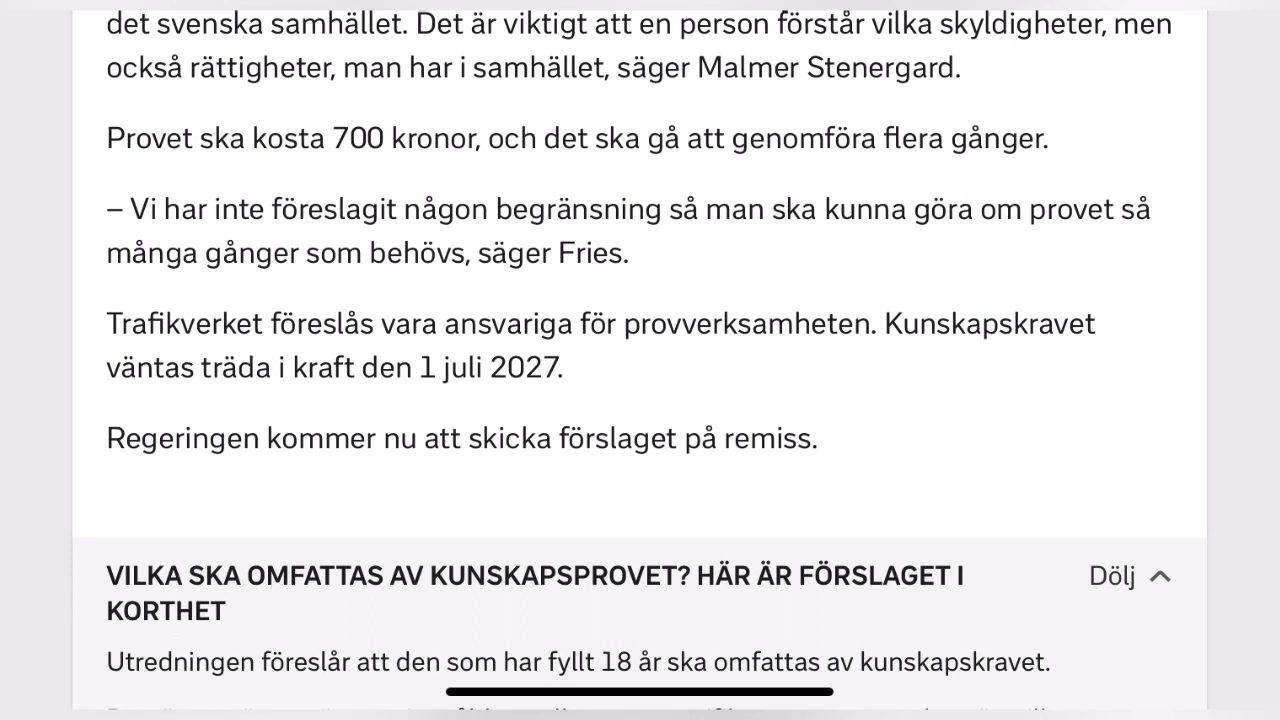 det svenska samhället. Det är viktigt att en person förstår vilka skyldigheter, men
också rättigheter, man har i samhället, säger Malmer Stenergard.
Provet ska kosta 700 kronor, och det ska gå att genomföra flera gånger.
– Vi har inte föreslagit någon begränsning så man ska kunna göra om provet så
många gånger som behövs, säger Fries.
Trafikverket föreslås vara ansvariga för provverksamheten. Kunskapskravet
väntas träda i kraft den 1 juli 2027.
Regeringen kommer nu att skicka förslaget på remiss.
VILKA SKA OMFATTAS AV KUNSKAPSPROVET? HÄR ÄR FÖRSLAGET I
KORTHET
Dölj
Utredningen föreslår att den som har fyllt 18 år ska omfattas av kunskapskravet.